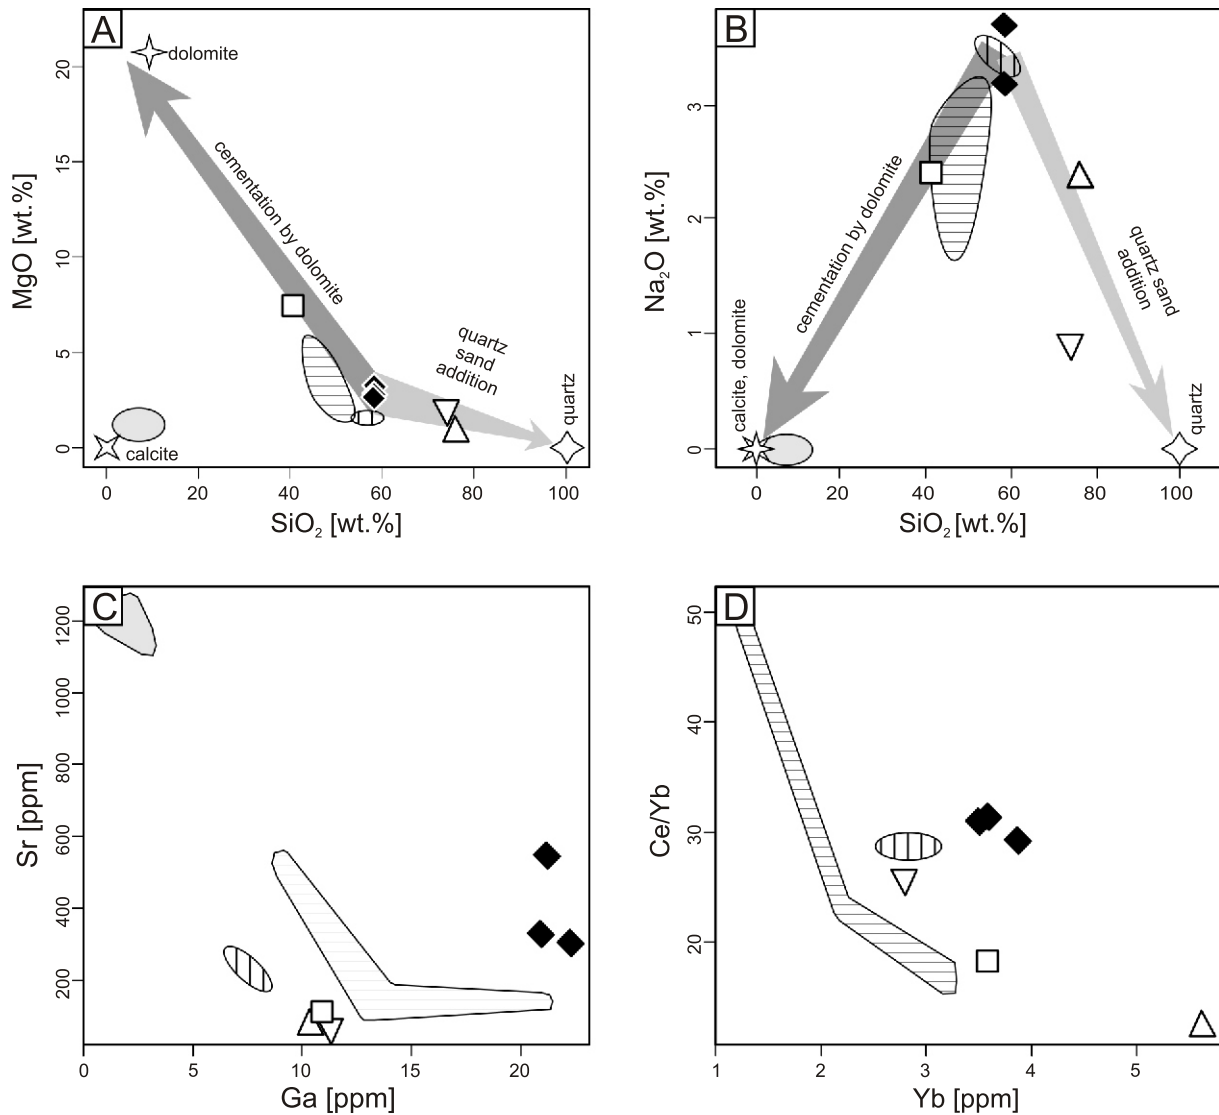 A
dolomite
cementation by dolomite
quartz
sand
addition
quartz
calcite
20
15
10
5
0
MgO [wt.%]
0 20 40 60 80 100
SiO2 [wt.%]
B
cementation by dolomite
quartz sand
addition
calcite, dolomite
quartz
3
2
1
0
Na2O [wt.%]
0 20 40 60 80 100
SiO2 [wt.%]
C
1200
1000
800
600
400
200
Sr [ppm]
0 5 10 15 20
Ga [ppm]
D
50
40
30
20
Ce/Yb
1 2 3 4 5
Yb [ppm]